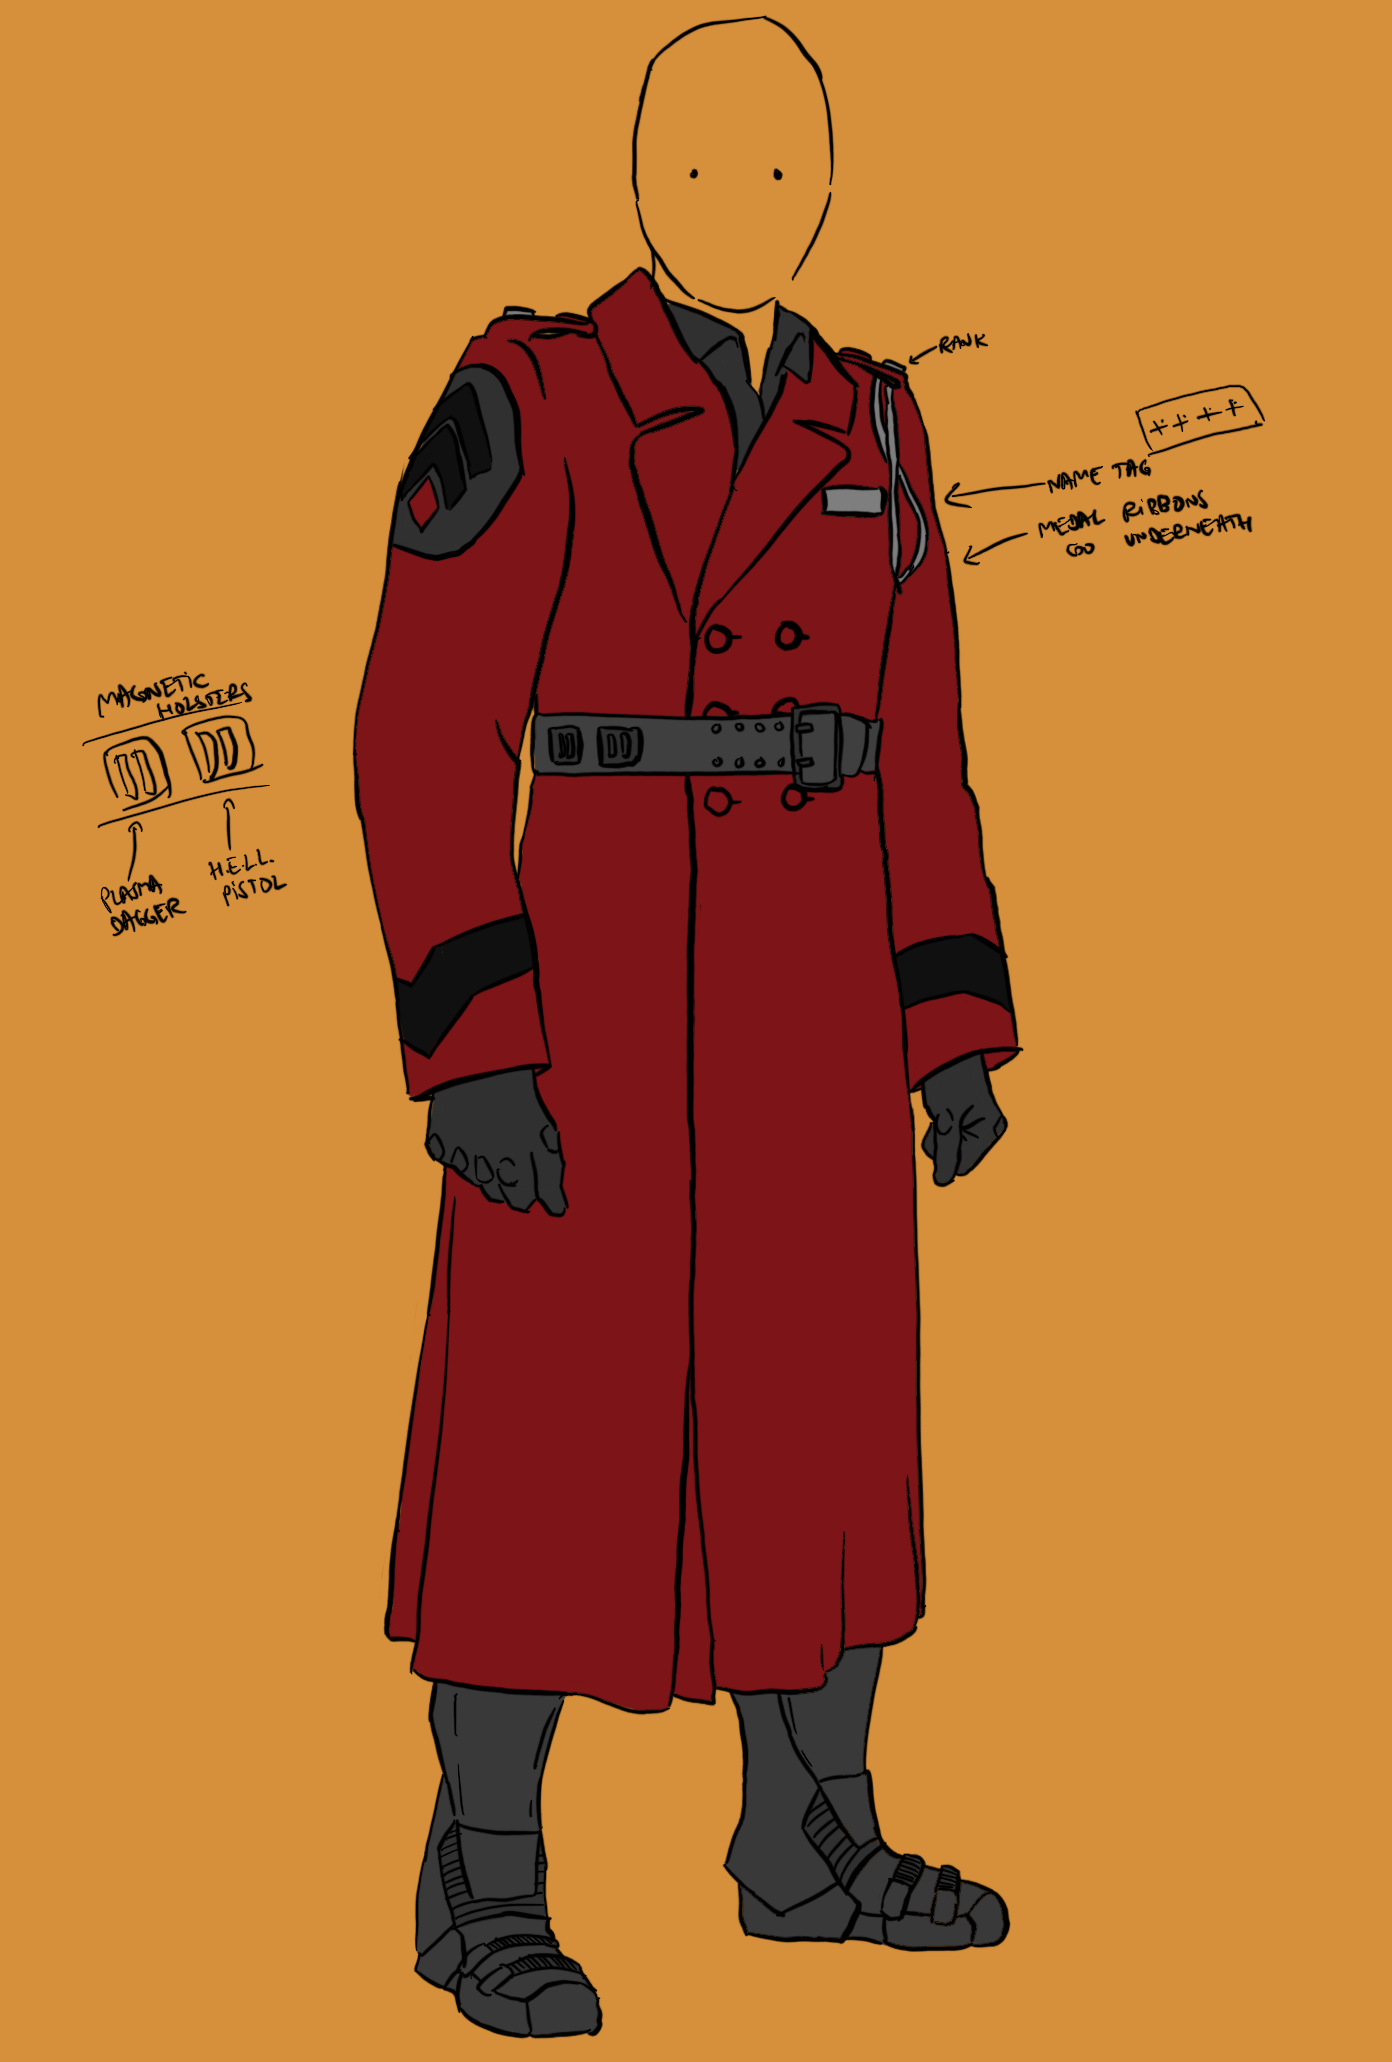 RANK
++++
NAME TAG
MEDAL RIBBONS
GO UNDERNEATH
MAGNETIC
HOLSTERS
PLASMA
DAGGER
H.E.L.L.
PISTOL